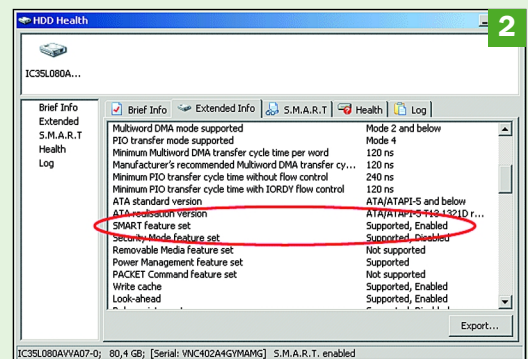 HDD Health
2
IC35L080A...
Brief Info
Extended
S.M.A.R.T
Health
Log
Brief Info Extended Info S.M.A.R.T Health Log
Multiword DMA mode supported Mode 2 and below
PIO transfer mode supported Mode 4
Minimum Multiword DMA transfer cycle time per word 120 ns
Manufacturer's recommended Multiword DMA transfer cy... 120 ns
Minimum PIO transfer cycle time without flow control 240 ns
Minimum PIO transfer cycle time with IORDY flow control 120 ns
ATA standard version ATA/ATAPI-5 and below
ATA realisation version ATA/ATAPI-5 T13 1321D r...
SMART feature set Supported, Enabled
Security Mode feature set Supported, Disabled
Removable Media feature set Not supported
Power Management feature set Supported
PACKET Command feature set Not supported
Write cache Supported, Enabled
Look-ahead Supported, Enabled
Export...
IC35L080AVVA07-0; 80,4 GB; [Serial: VNC402A4GYMAMG] S.M.A.R.T. enabled